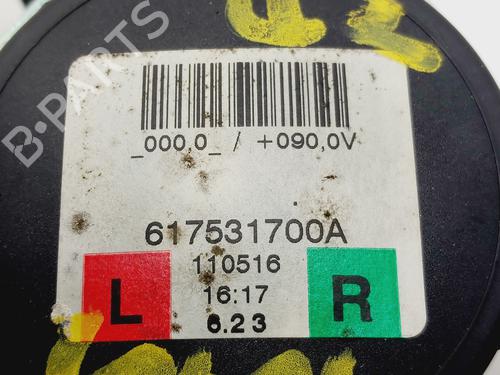 _000,0_ / +090,0V
617531700A
110516
L
R
16:17
6.23
B-PARTS